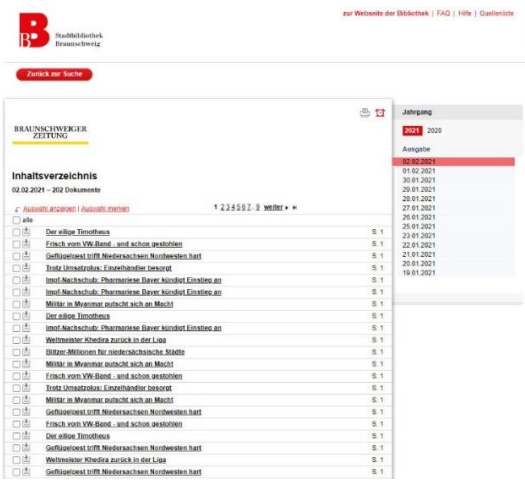 zur Webseite der Bibliothek | FAQ | Hilfe | Quellenliste
B
B
Stadtbibliothek
Braunschweig
Zurück zur Suche
BRAUNSCHWEIGER
ZEITUNG
Inhaltsverzeichnis
02.02.2021 – 202 Dokumente
Auswahl anzeigen | Auswahl merken
1 2 3 4 5 6 7 .. 9 weiter
alle
Der eilige Timotheus S. 1
Frisch vom VW-Band - und schon gestohlen S. 1
Geflügelpest trifft Niedersachsen Nordwesten hart S. 1
Trotz Umsatzplus: Einzelhändler besorgt S. 1
Impf-Nachschub: Pharmariese Bayer kündigt Einstieg an S. 1
Impf-Nachschub: Pharmariese Bayer kündigt Einstieg an S. 1
Militär in Myanmar putscht sich an Macht S. 1
Der eilige Timotheus S. 1
Impf-Nachschub: Pharmariese Bayer kündigt Einstieg an S. 1
Weltmeister Khedira zurück in der Liga S. 1
Blitzer-Millionen für niedersächsische Städte S. 1
Militär in Myanmar putscht sich an Macht S. 1
Frisch vom VW-Band - und schon gestohlen S. 1
Trotz Umsatzplus: Einzelhändler besorgt S. 1
Militär in Myanmar putscht sich an Macht S. 1
Geflügelpest trifft Niedersachsen Nordwesten hart S. 1
Frisch vom VW-Band - und schon gestohlen S. 1
Der eilige Timotheus S. 1
Geflügelpest trifft Niedersachsen Nordwesten hart S. 1
Weltmeister Khedira zurück in der Liga S. 1
Geflügelpest trifft Niedersachsen Nordwesten hart S. 1
Jahrgang
2021 2020
Ausgabe
02.02.2021
01.02.2021
30.01.2021
29.01.2021
28.01.2021
27.01.2021
26.01.2021
25.01.2021
23.01.2021
22.01.2021
21.01.2021
20.01.2021
19.01.2021